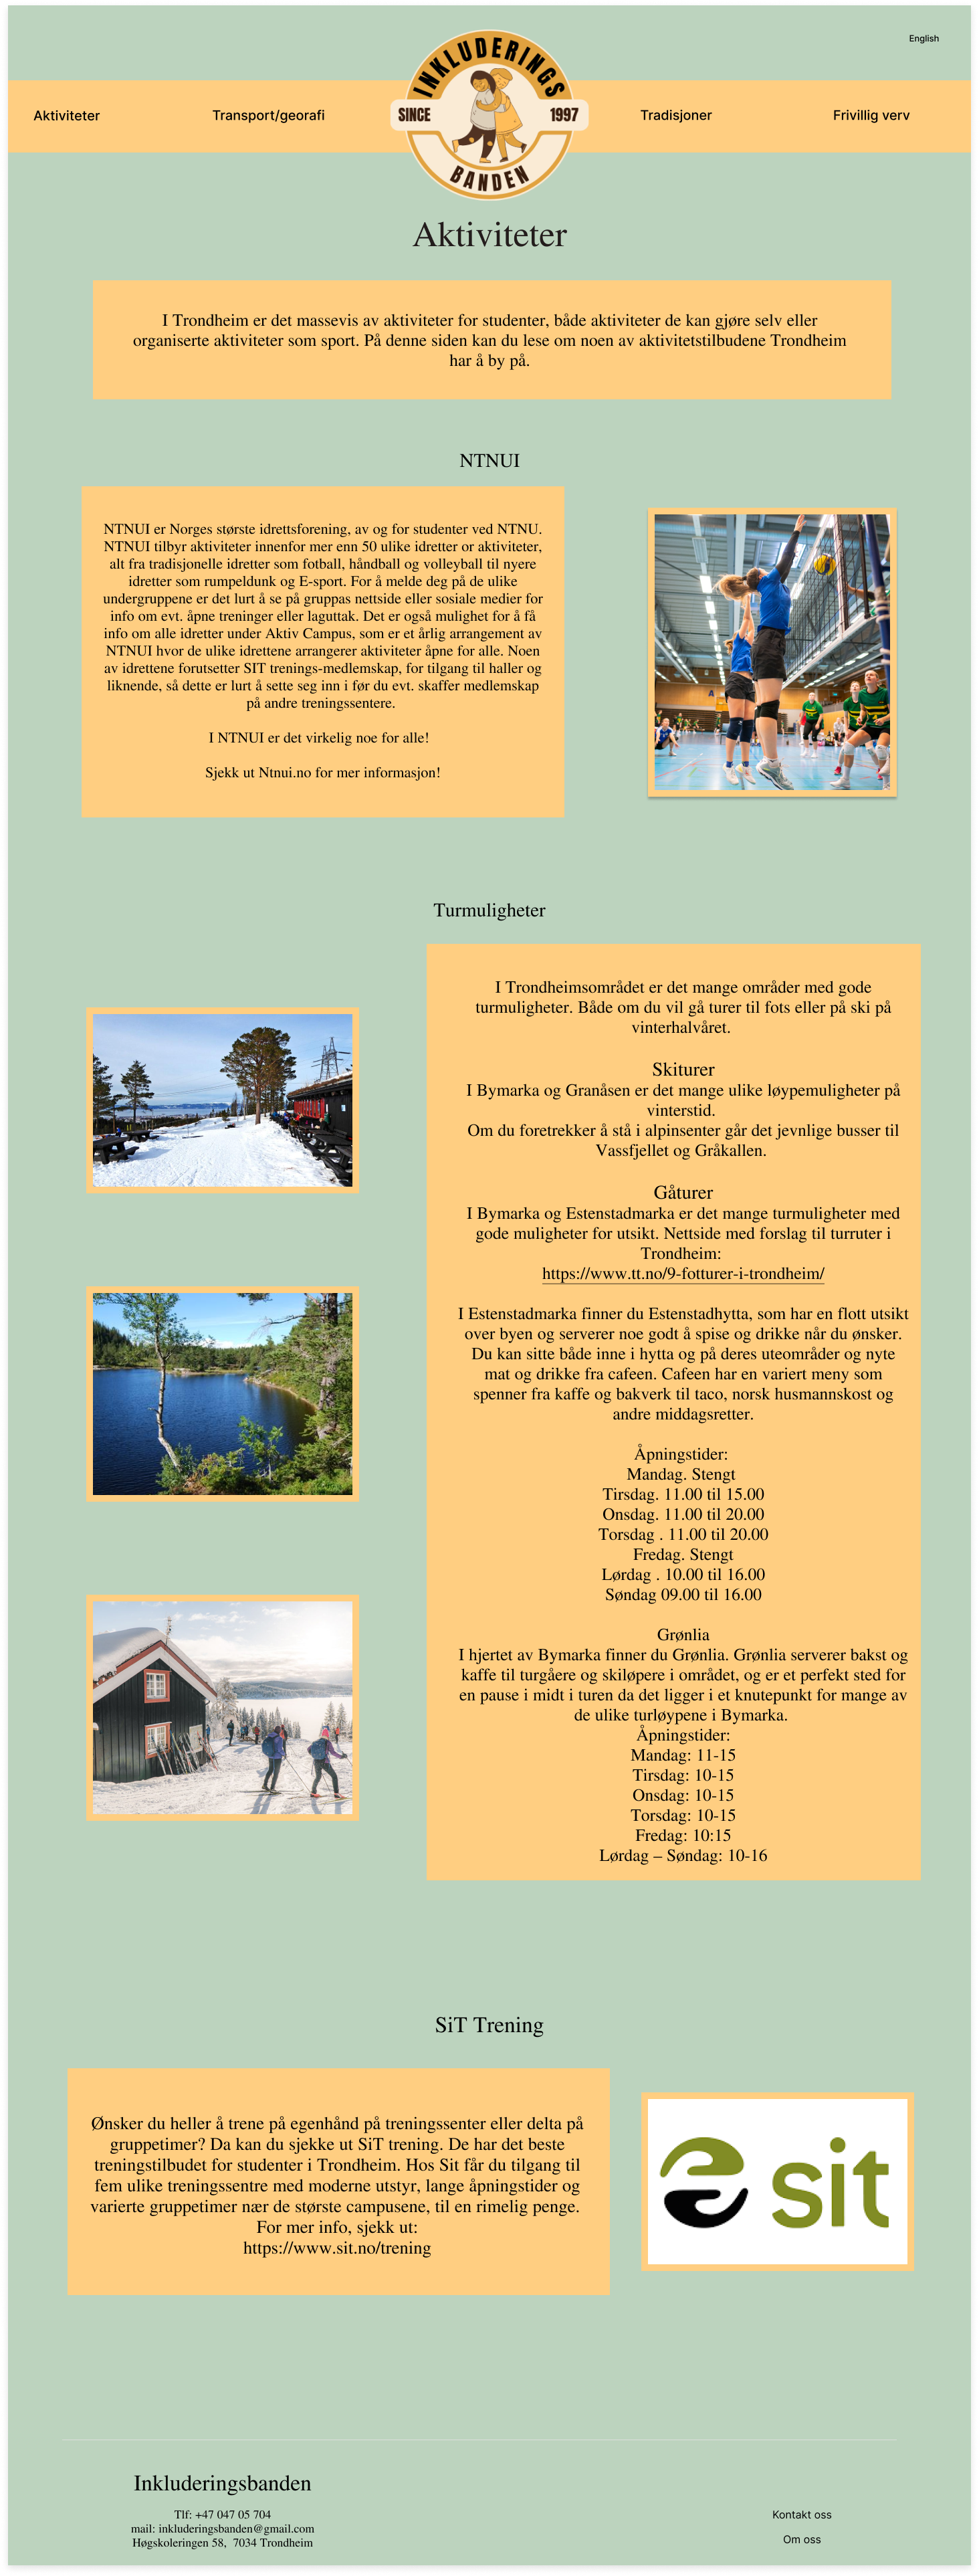 English
Aktiviteter
Transport/georafi
INKLUDERINGS
SINCE 1997
BANDEN
Tradisjoner
Frivillig verv
Aktiviteter
I Trondheim er det massevis av aktiviteter for studenter, både aktiviteter de kan gjøre selv eller
organiserte aktiviteter som sport. På denne siden kan du lese om noen av aktivitetstilbudene Trondheim
har å by på.
NTNUI
NTNUI er Norges største idrettsforening, av og for studenter ved NTNU.
NTNUI tilbyr aktiviteter innenfor mer enn 50 ulike idretter or aktiviteter,
alt fra tradisjonelle idretter som fotball, håndball og volleyball til nyere
idretter som rumpeldunk og E-sport. For å melde deg på de ulike
undergruppene er det lurt å se på gruppas nettside eller sosiale medier for
info om evt. åpne treninger eller laguttak. Det er også mulighet for å få
info om alle idretter under Aktiv Campus, som er et årlig arrangement av
NTNUI hvor de ulike idrettene arrangerer aktiviteter åpne for alle. Noen
av idrettene forutsetter SIT trenings-medlemskap, for tilgang til haller og
liknende, så dette er lurt å sette seg inn i før du evt. skaffer medlemskap
på andre treningssentere.
I NTNUI er det virkelig noe for alle!
Sjekk ut Ntnui.no for mer informasjon!
Turmuligheter
I Trondheimsområdet er det mange områder med gode
turmuligheter. Både om du vil gå turer til fots eller på ski på
vinterhalvåret.
Skiturer
I Bymarka og Granåsen er det mange ulike løypemuligheter på
vinterstid.
Om du foretrekker å stå i alpinsenter går det jevnlige busser til
Vassfjellet og Gråkallen.
Gåturer
I Bymarka og Estenstadmarka er det mange turmuligheter med
gode muligheter for utsikt. Nettside med forslag til turruter i
Trondheim:
https://www.tt.no/9-fotturer-i-trondheim/
I Estenstadmarka finner du Estenstadhytta, som har en flott utsikt
over byen og serverer noe godt å spise og drikke når du ønsker.
Du kan sitte både inne i hytta og på deres uteområder og nyte
mat og drikke fra cafeen. Cafeen har en variert meny som
spenner fra kaffe og bakverk til taco, norsk husmannskost og
andre middagsretter.
Åpningstider:
Mandag. Stengt
Tirsdag. 11.00 til 15.00
Onsdag. 11.00 til 20.00
Torsdag . 11.00 til 20.00
Fredag. Stengt
Lørdag . 10.00 til 16.00
Søndag 09.00 til 16.00
Grønlia
I hjertet av Bymarka finner du Grønlia. Grønlia serverer bakst og
kaffe til turgåere og skiløpere i området, og er et perfekt sted for
en pause i midt i turen da det ligger i et knutepunkt for mange av
de ulike turløypene i Bymarka.
Åpningstider:
Mandag: 11-15
Tirsdag: 10-15
Onsdag: 10-15
Torsdag: 10-15
Fredag: 10:15
Lørdag – Søndag: 10-16
SiT Trening
Ønsker du heller å trene på egenhånd på treningssenter eller delta på
gruppetimer? Da kan du sjekke ut SiT trening. De har det beste
treningstilbudet for studenter i Trondheim. Hos Sit får du tilgang til
fem ulike treningssentre med moderne utstyr, lange åpningstider og
varierte gruppetimer nær de største campusene, til en rimelig penge.
For mer info, sjekk ut:
https://www.sit.no/trening
sit
Inkluderingsbanden
Tlf: +47 047 05 704
mail: inkluderingsbanden@gmail.com
Høgskoleringen 58, 7034 Trondheim
Kontakt oss
Om oss